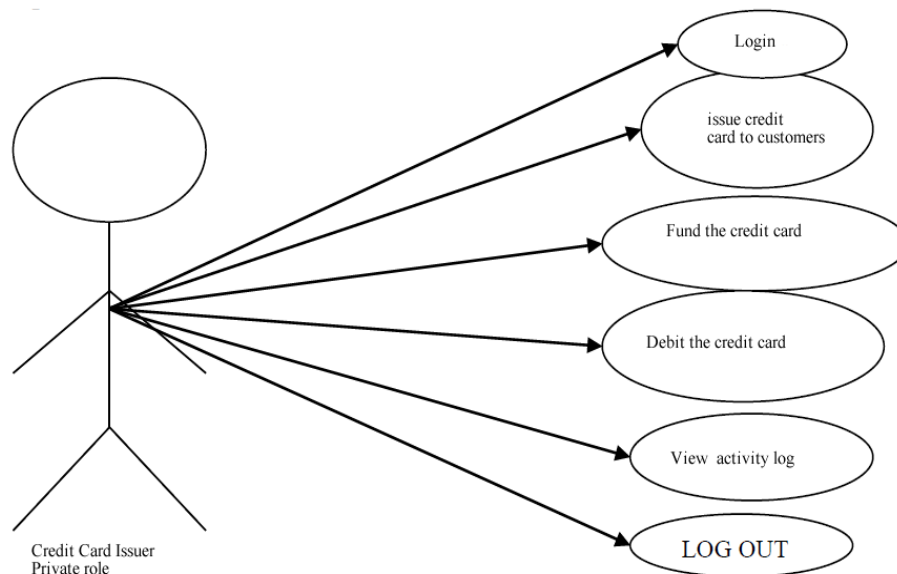 Login
issue credit
card to customers
Fund the credit card
Debit the credit card
View activity log
LOG OUT
Credit Card Issuer
Private role